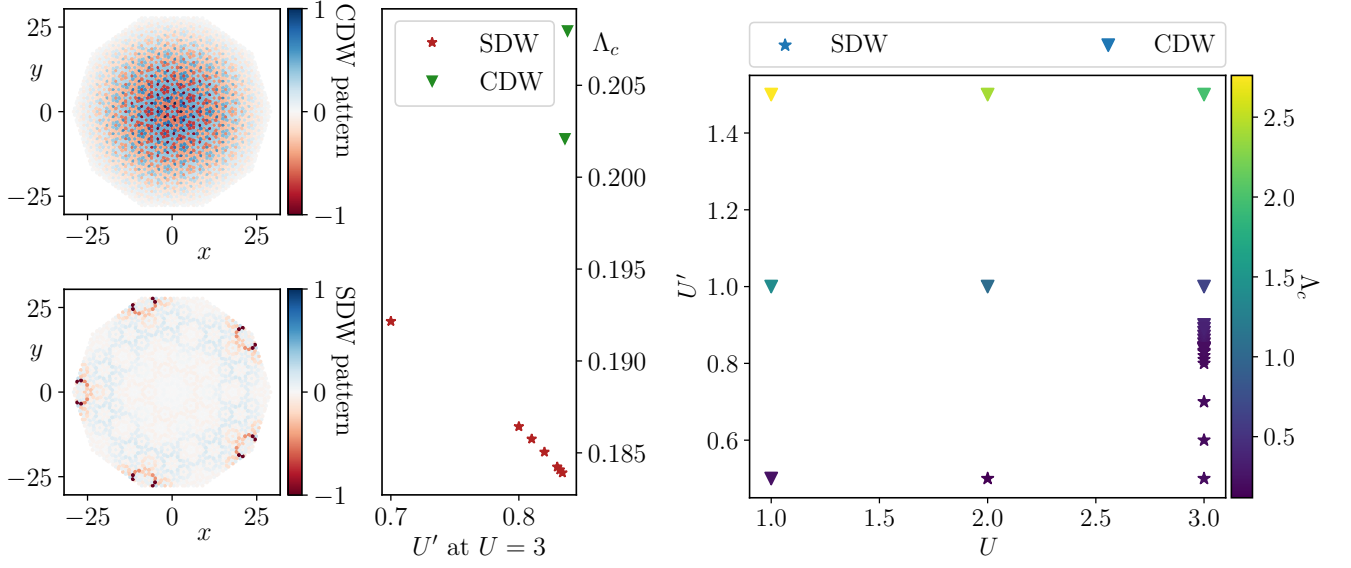 25
0
−25
y
−25
0
25
x
1
0
−1
CDW pattern
25
0
−25
y
−25
0
25
x
1
0
−1
SDW pattern
SDW
CDW
Λc
0.205
0.200
0.195
0.190
0.185
0.7
0.8
U′ at U = 3
SDW
CDW
1.4
1.2
1.0
0.8
0.6
U′
1.0
1.5
2.0
2.5
3.0
U
2.5
2.0
1.5
1.0
0.5
Λc